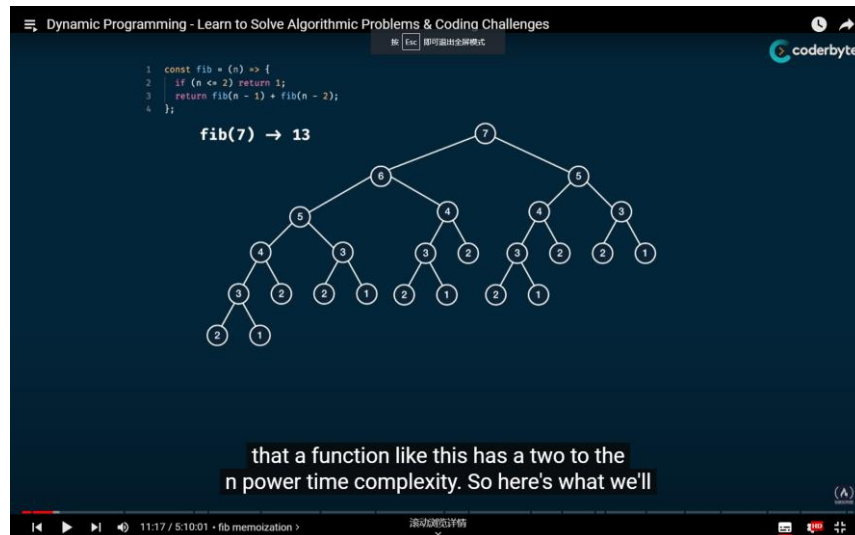 Dynamic Programming - Learn to Solve Algorithmic Problems & Coding Challenges
按 Esc 即可退出全屏模式
coderbyte
1 const fib = (n) => {
2 if (n <= 2) return 1;
3 return fib(n - 1) + fib(n - 2);
4 };
fib(7) → 13
7
6 5
5 4 4 3
4 3 3 2 3 2 2 1
3 2 2 1 2 1 2 1
2 1
that a function like this has a two to the
n power time complexity. So here's what we'll
11:17 / 5:10:01 • fib memoization >
滚动浏览详情
HD